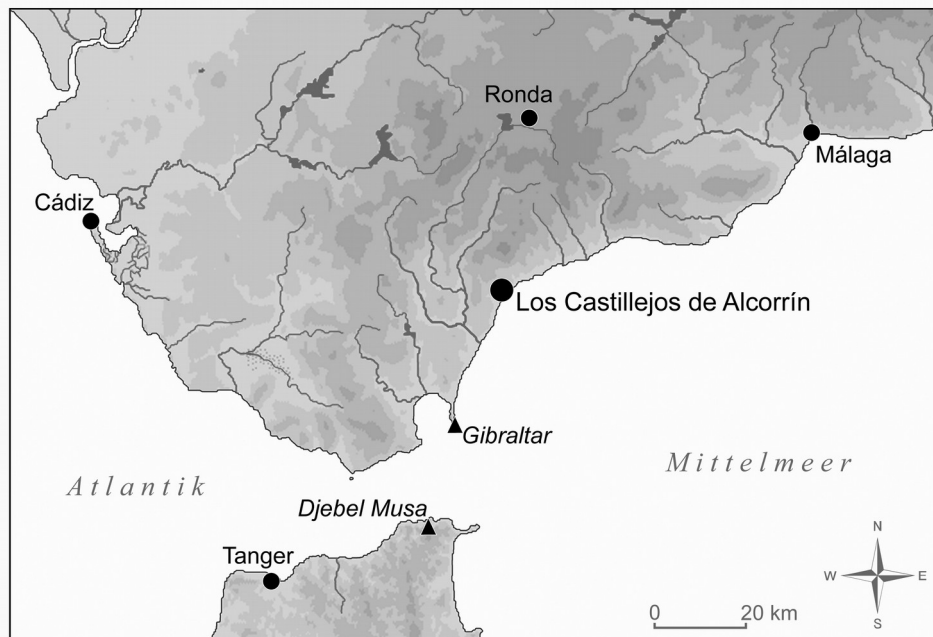 Ronda
Málaga
Cádiz
Los Castillejos de Alcorrín
Gibraltar
Mittelmeer
Atlantik
Djebel Musa
Tanger
N
W E
S
0 20 km